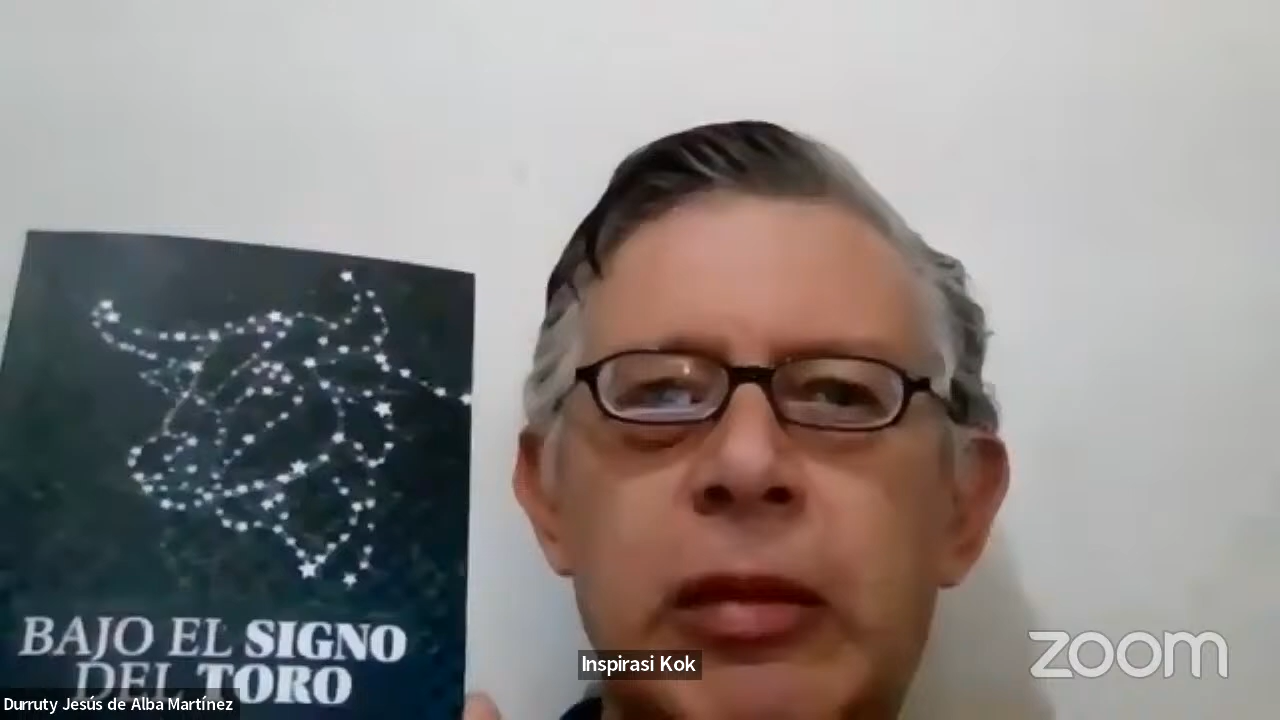 BAJO EL SIGNO
DEL TORO
Durruty Jesús de Alba Martínez
Inspirasi Kok
zoom